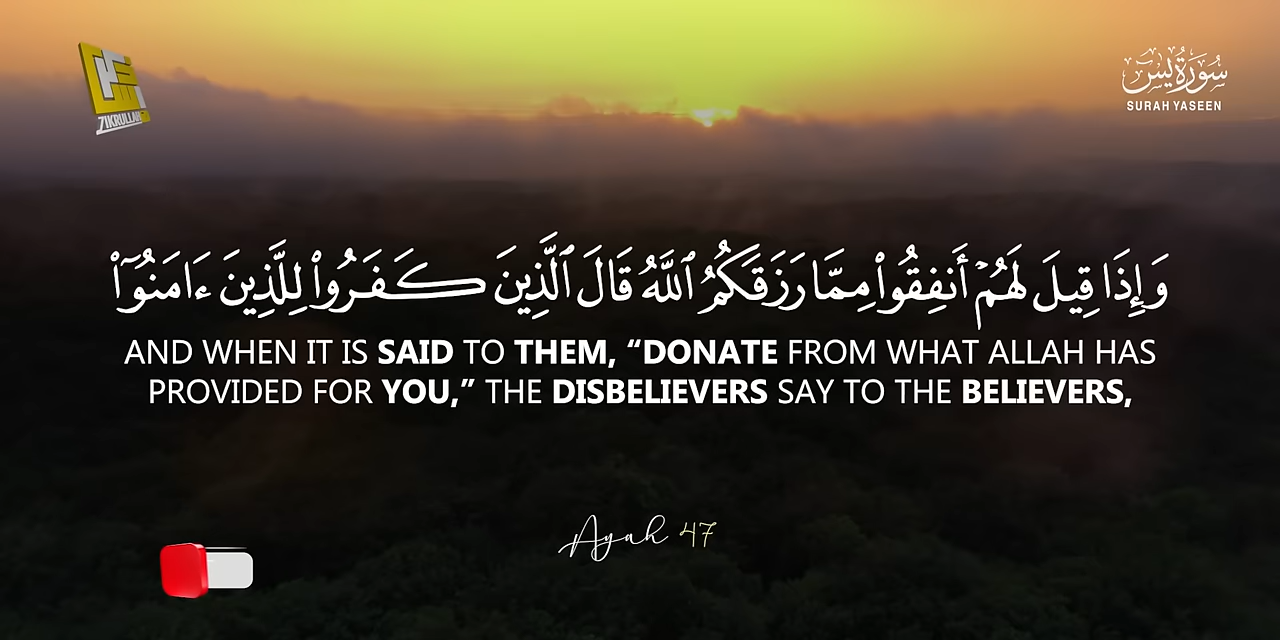 ZIKRULLAH
سُورَةُ يس
SURAH YASEEN
وَإِذَا قِيلَ لَهُمْ أَنفِقُوا۟ مِمَّا رَزَقَكُمُ ٱللَّهُ قَالَ ٱلَّذِينَ كَفَرُوا۟ لِلَّذِينَ ءَامَنُوٓا۟
AND WHEN IT IS SAID TO THEM, “DONATE FROM WHAT ALLAH HAS
PROVIDED FOR YOU,” THE DISBELIEVERS SAY TO THE BELIEVERS,
Ayah 47